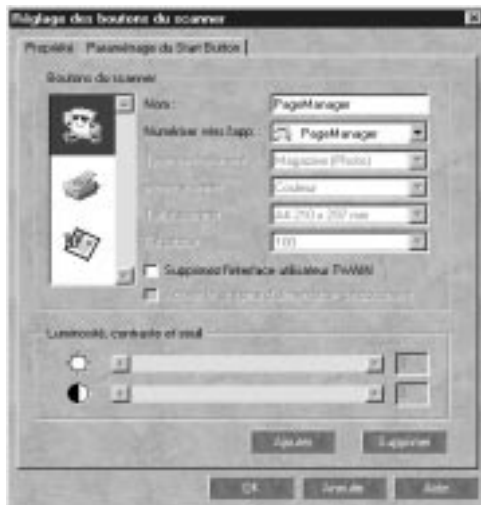 Réglage des boutons du scanner
Propriété Paramétrage du Start Button
Boutons du scanner
Nom : PageManager
Numériser vers l'app.: PageManager
Magazine (Photo)
Couleur
A4 210 x 297 mm
100
Supprimez l'interface utilisateur TWAIN
Luminosité, contraste et seuil
Ajouter Supprimer
OK Annuler Aide